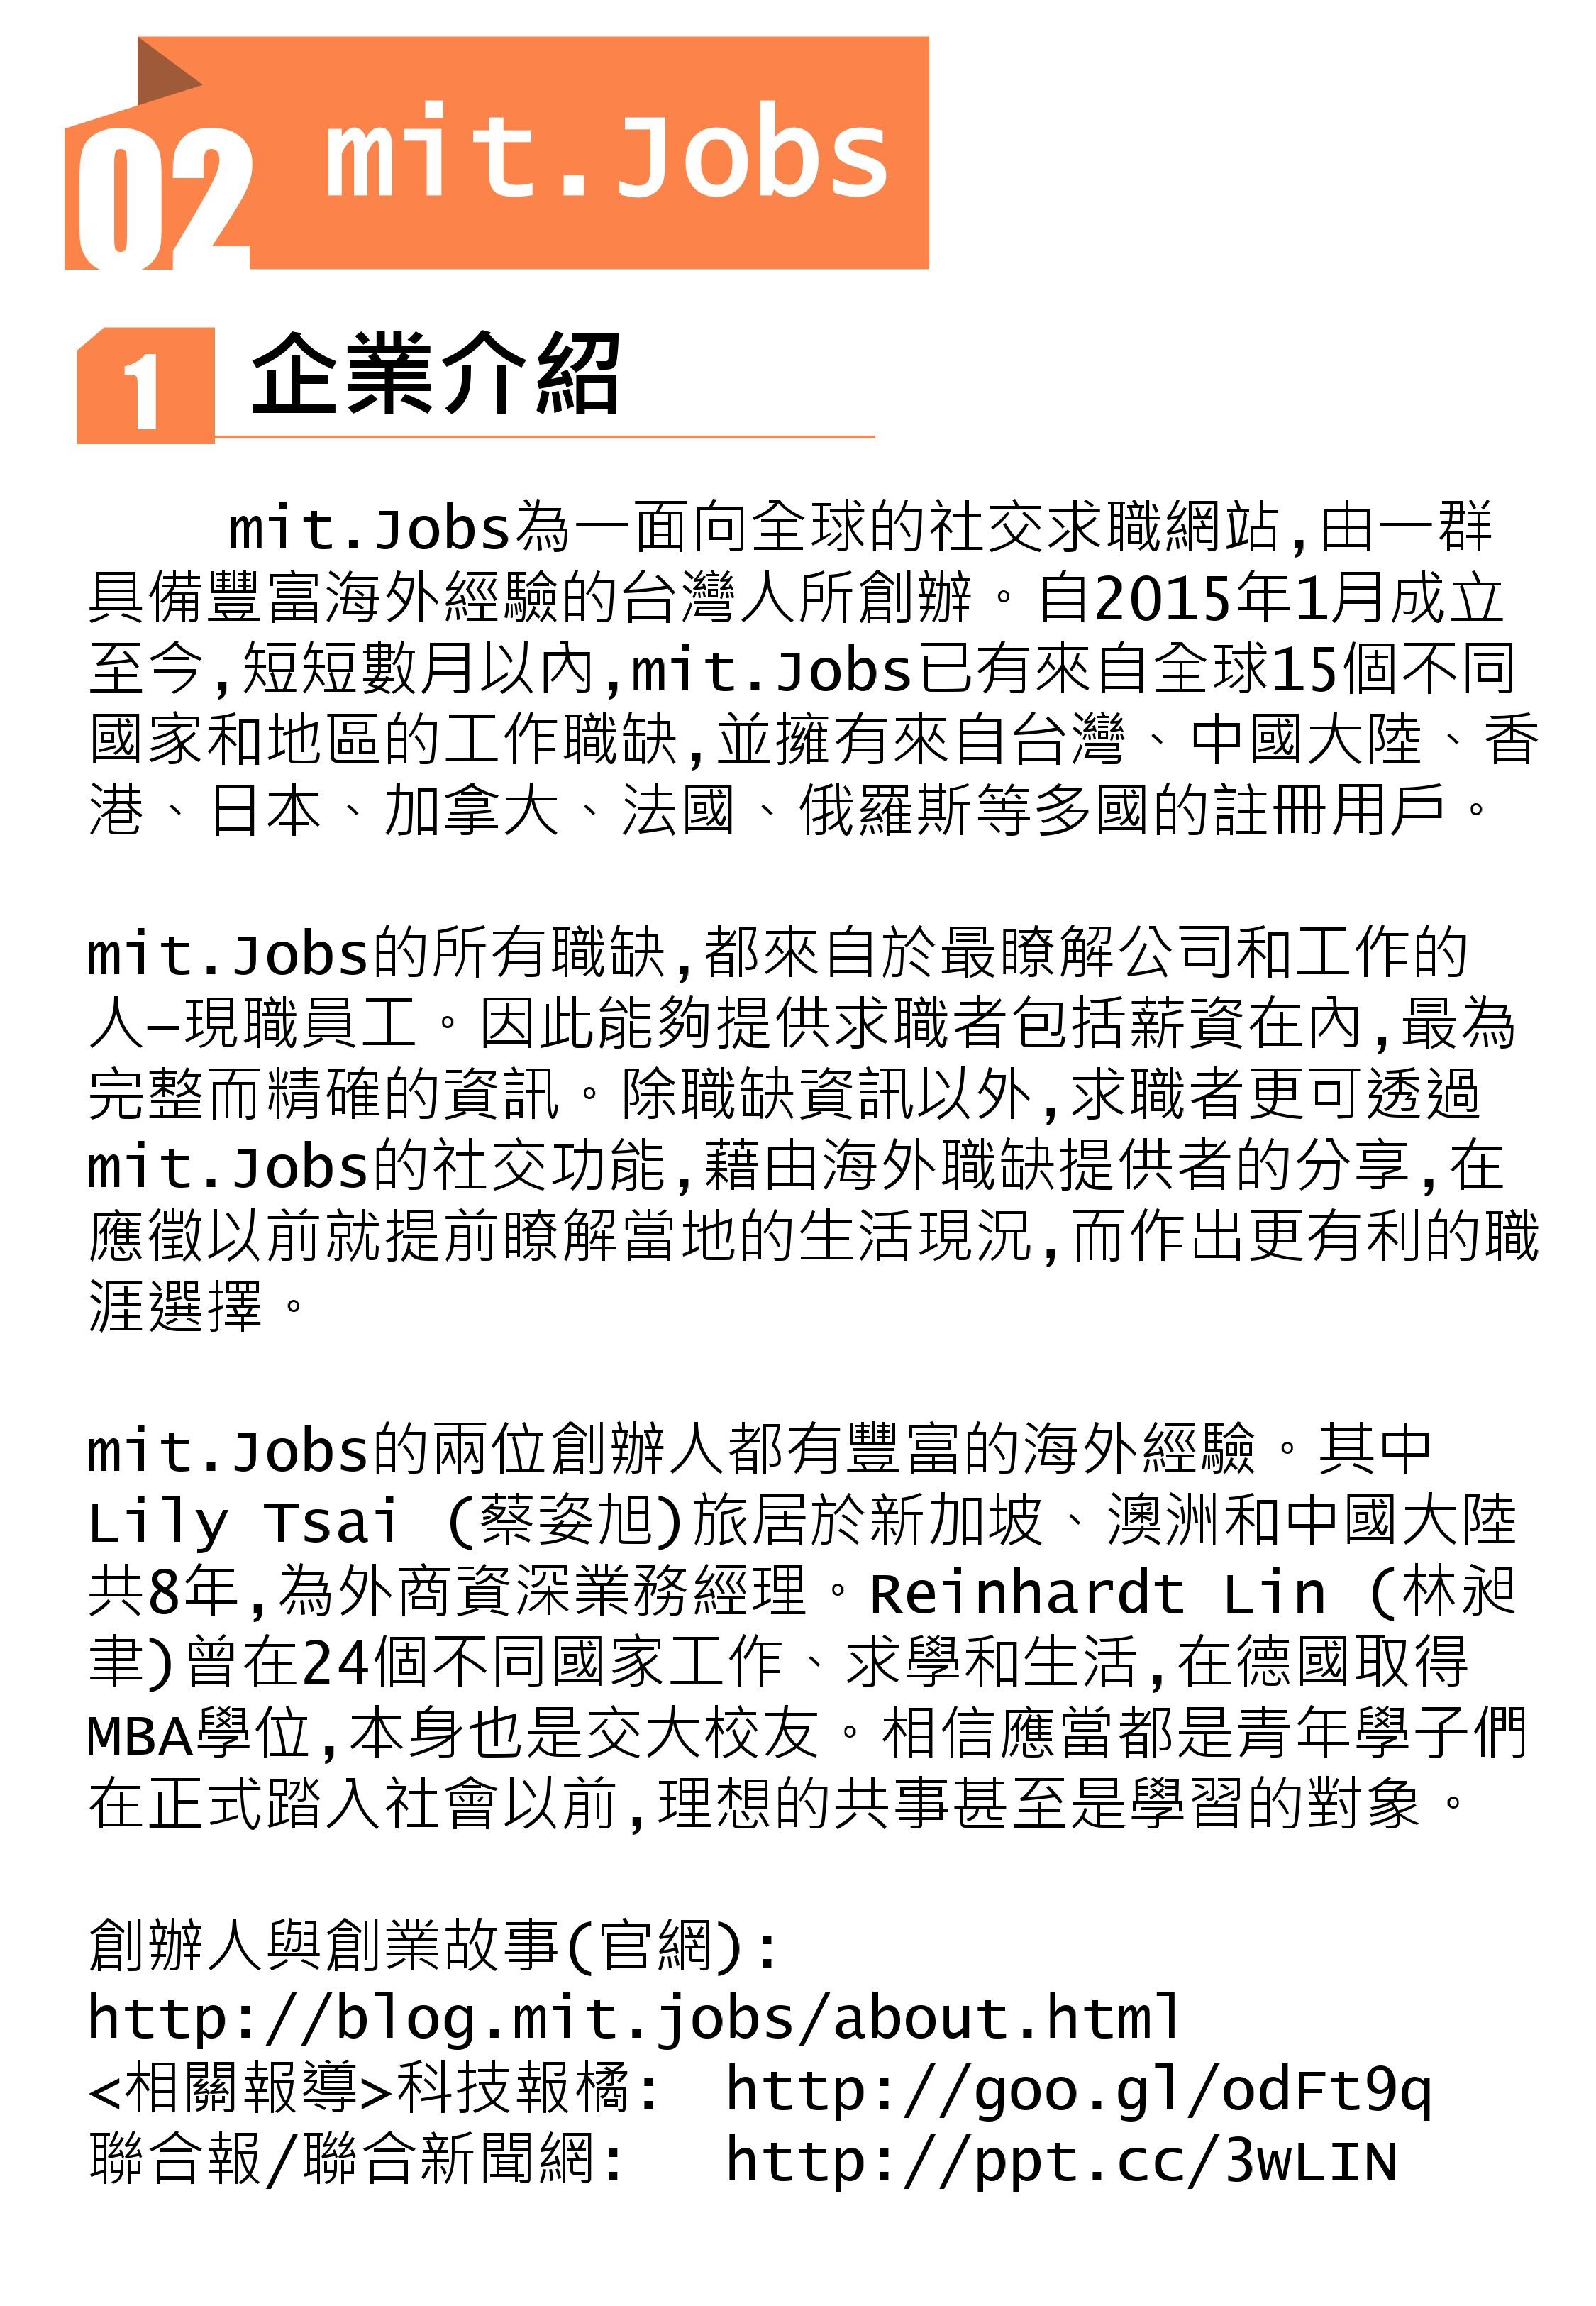 02 mit.Jobs
1 企業介紹
mit.Jobs為一面向全球的社交求職網站,由一群
具備豐富海外經驗的台灣人所創辦。自2015年1月成立
至今,短短數月以內,mit.Jobs已有來自全球15個不同
國家和地區的工作職缺,並擁有來自台灣、中國大陸、香
港、日本、加拿大、法國、俄羅斯等多國的註冊用戶。
mit.Jobs的所有職缺,都來自於最瞭解公司和工作的
人—現職員工。因此能夠提供求職者包括薪資在內,最為
完整而精確的資訊。除職缺資訊以外,求職者更可透過
mit.Jobs的社交功能,藉由海外職缺提供者的分享,在
應徵以前就提前瞭解當地的生活現況,而作出更有利的職
涯選擇。
mit.Jobs的兩位創辦人都有豐富的海外經驗。其中
Lily Tsai (蔡姿旭)旅居於新加坡、澳洲和中國大陸
共8年,為外商資深業務經理。Reinhardt Lin (林昶
聿)曾在24個不同國家工作、求學和生活,在德國取得
MBA學位,本身也是交大校友。相信應當都是青年學子們
在正式踏入社會以前,理想的共事甚至是學習的對象。
創辦人與創業故事(官網):
http://blog.mit.jobs/about.html
<相關報導>科技報橘: http://goo.gl/odFt9q
聯合報/聯合新聞網: http://ppt.cc/3wLIN